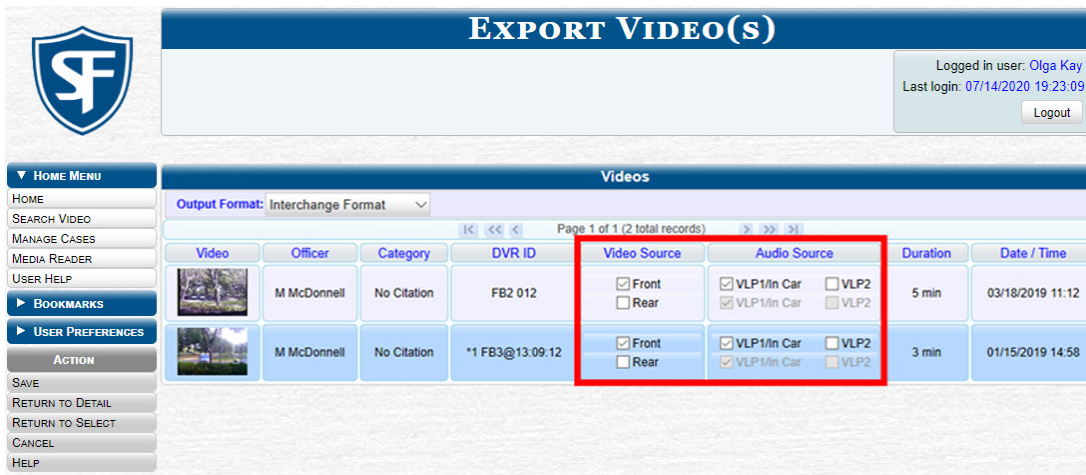 EXPORT VIDEO(S)
SF
Logged in user: Olga Kay
Last login: 07/14/2020 19:23:09
Logout
HOME MENU
HOME
SEARCH VIDEO
MANAGE CASES
MEDIA READER
USER HELP
BOOKMARKS
USER PREFERENCES
ACTION
SAVE
RETURN TO DETAIL
RETURN TO SELECT
CANCEL
HELP
Videos
Output Format: Interchange Format
Page 1 of 1 (2 total records)
Video Officer Category DVR ID Video Source Audio Source Duration Date / Time
M McDonnell No Citation FB2 012 Front VLP1/In Car VLP2 5 min 03/18/2019 11:12
Rear VLP1/In Car VLP2
M McDonnell No Citation *1 FB3@13:09:12 Front VLP1/In Car VLP2 3 min 01/15/2019 14:58
Rear VLP1/In Car VLP2